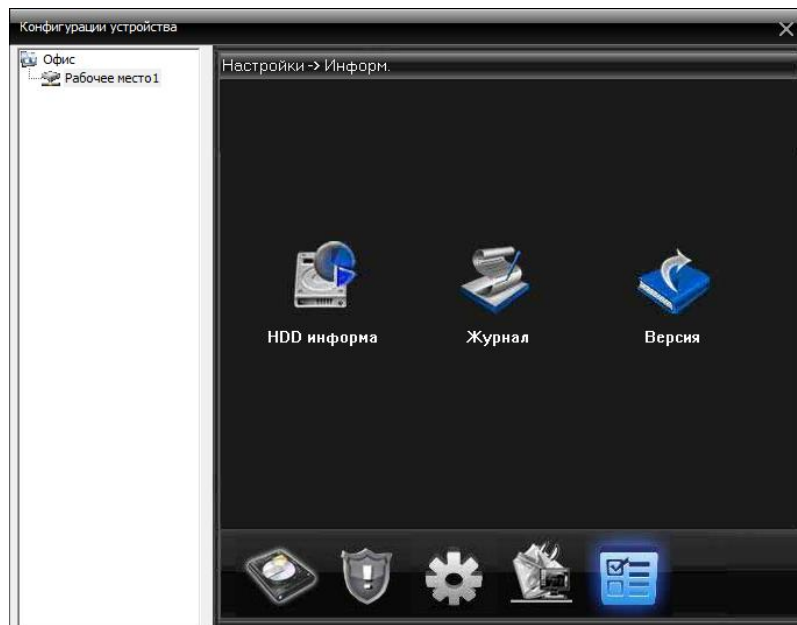 Конфигурации устройства
Офис
Рабочее место1
Настройки -> Информ.
HDD информа
Журнал
Версия